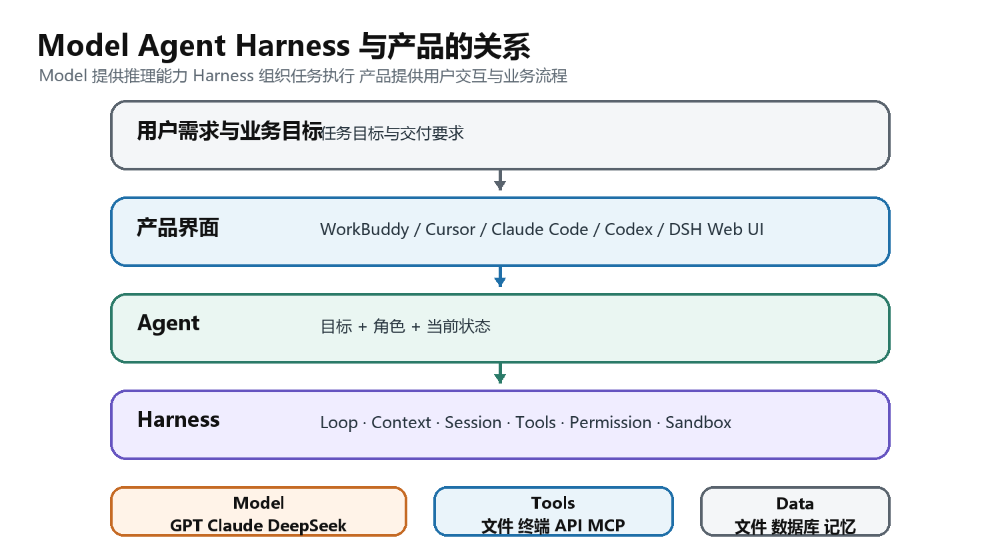 Model Agent Harness 与产品的关系
Model 提供推理能力 Harness 组织任务执行 产品提供用户交互与业务流程
用户需求与业务目标 任务目标与交付要求
产品界面 WorkBuddy / Cursor / Claude Code / Codex / DSH Web UI
Agent 目标 + 角色 + 当前状态
Harness Loop · Context · Session · Tools · Permission · Sandbox
Model
GPT Claude DeepSeek
Tools
文件 终端 API MCP
Data
文件 数据库 记忆